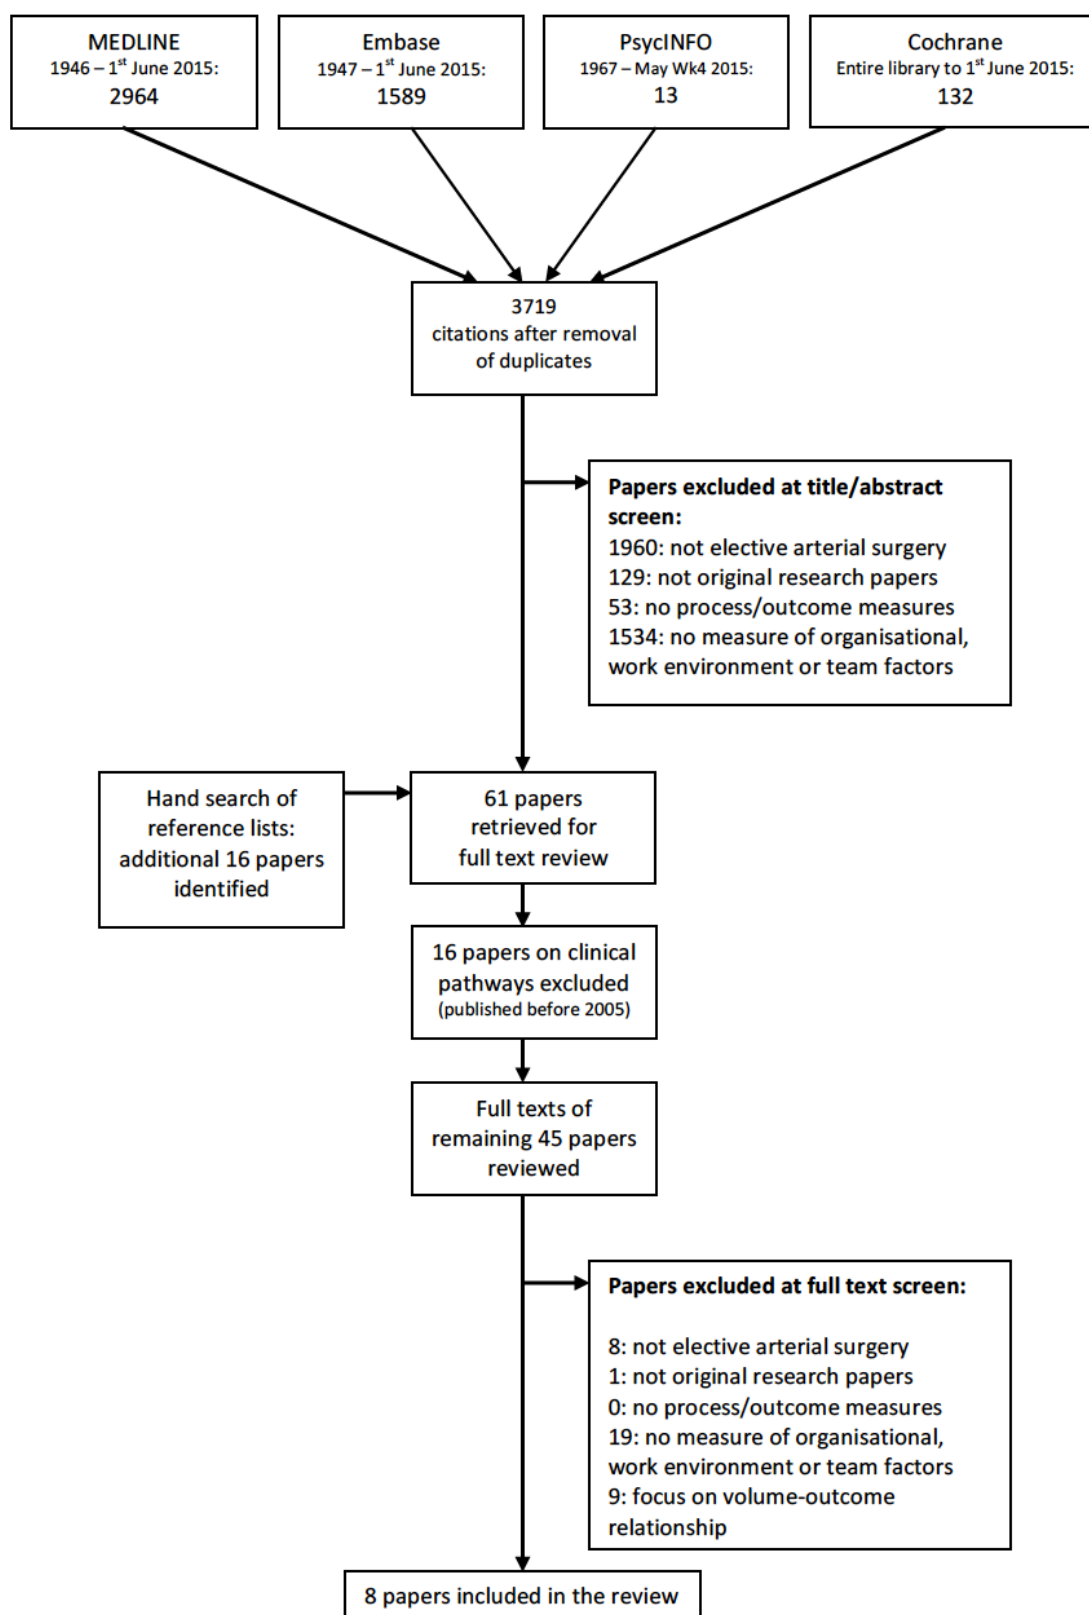 MEDLINE
1946 – 1st June 2015:
2964
Embase
1947 – 1st June 2015:
1589
PsycINFO
1967 – May Wk4 2015:
13
Cochrane
Entire library to 1st June 2015:
132
3719
citations after removal
of duplicates
Papers excluded at title/abstract
screen:
1960: not elective arterial surgery
129: not original research papers
53: no process/outcome measures
1534: no measure of organisational,
work environment or team factors
Hand search of
reference lists:
additional 16 papers
identified
61 papers
retrieved for
full text review
16 papers on clinical
pathways excluded
(published before 2005)
Full texts of
remaining 45 papers
reviewed
Papers excluded at full text screen:
8: not elective arterial surgery
1: not original research papers
0: no process/outcome measures
19: no measure of organisational,
work environment or team factors
9: focus on volume-outcome
relationship
8 papers included in the review